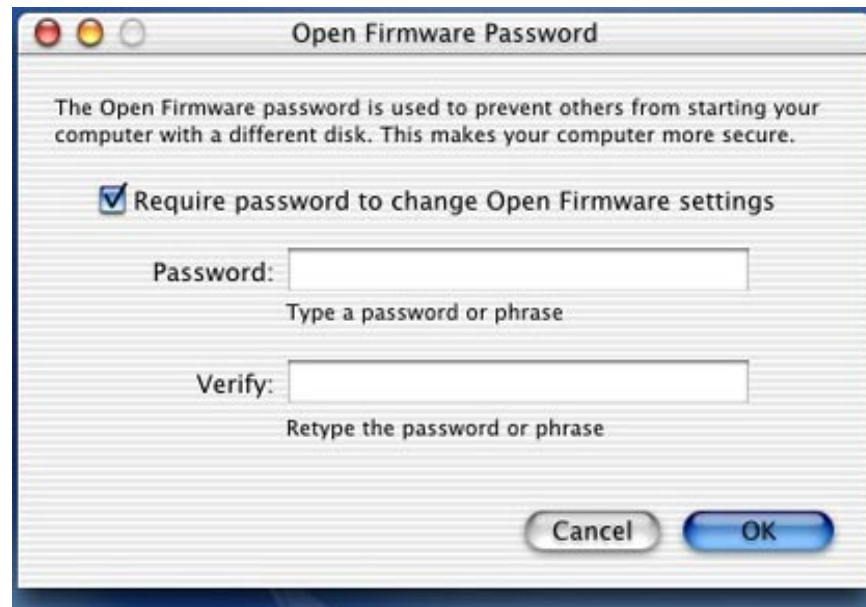 Open Firmware Password
The Open Firmware password is used to prevent others from starting your
computer with a different disk. This makes your computer more secure.
Require password to change Open Firmware settings
Password:
Type a password or phrase
Verify:
Retype the password or phrase
Cancel OK